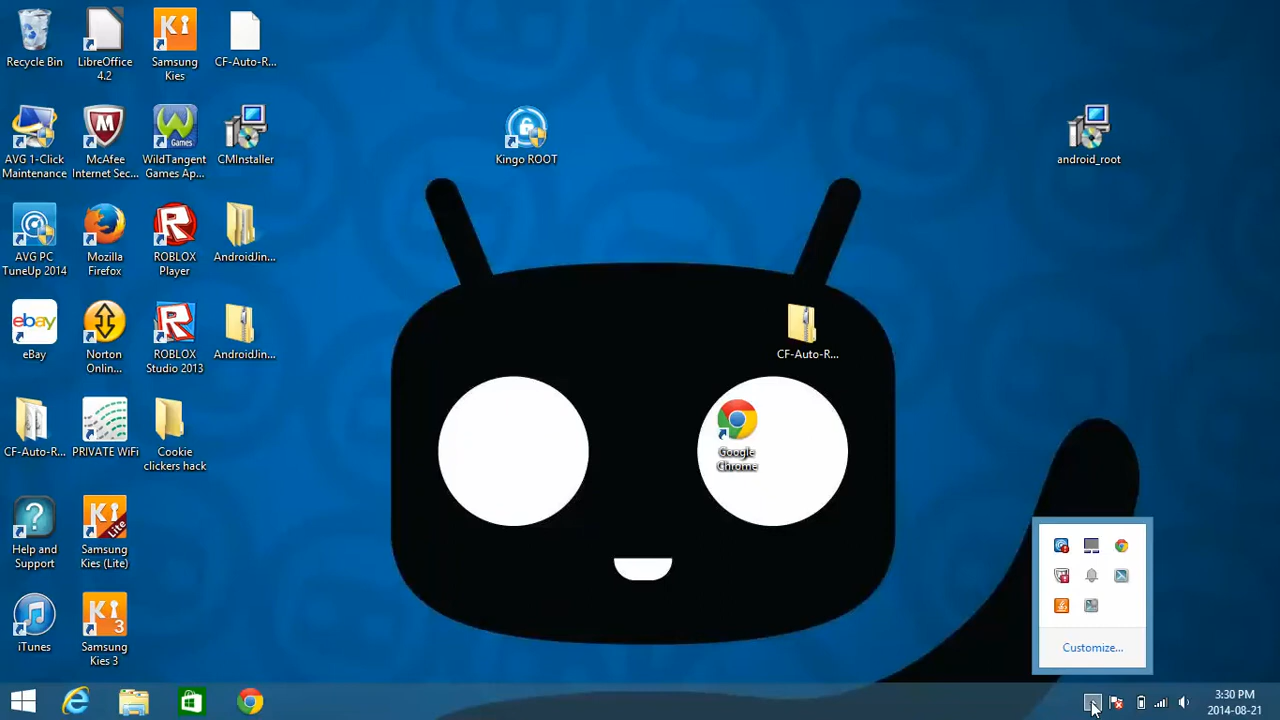 Recycle Bin
LibreOffice
4.2
Samsung
Kies
CF-Auto-R...
AVG 1-Click
Maintenance
McAfee
Internet Sec...
WildTangent
Games Ap...
CMInstaller
Kingo ROOT
android_root
AVG PC
TuneUp 2014
Mozilla
Firefox
ROBLOX
Player
AndroidJin...
eBay
Norton
Online...
ROBLOX
Studio 2013
AndroidJin...
CF-Auto-R...
CF-Auto-R...
PRIVATE WiFi
Cookie
clickers hack
Google
Chrome
Help and
Support
Samsung
Kies (Lite)
iTunes
Samsung
Kies 3
Customize...
3:30 PM
2014-08-21